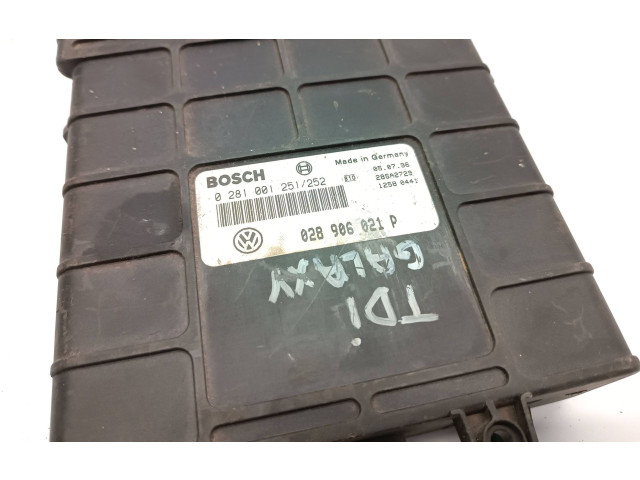 BOSCH
Made in Germany
0 281 001 251/252
05.07.96
28SA2729
1258 0441
028 906 021 P
GALAXY
TDI